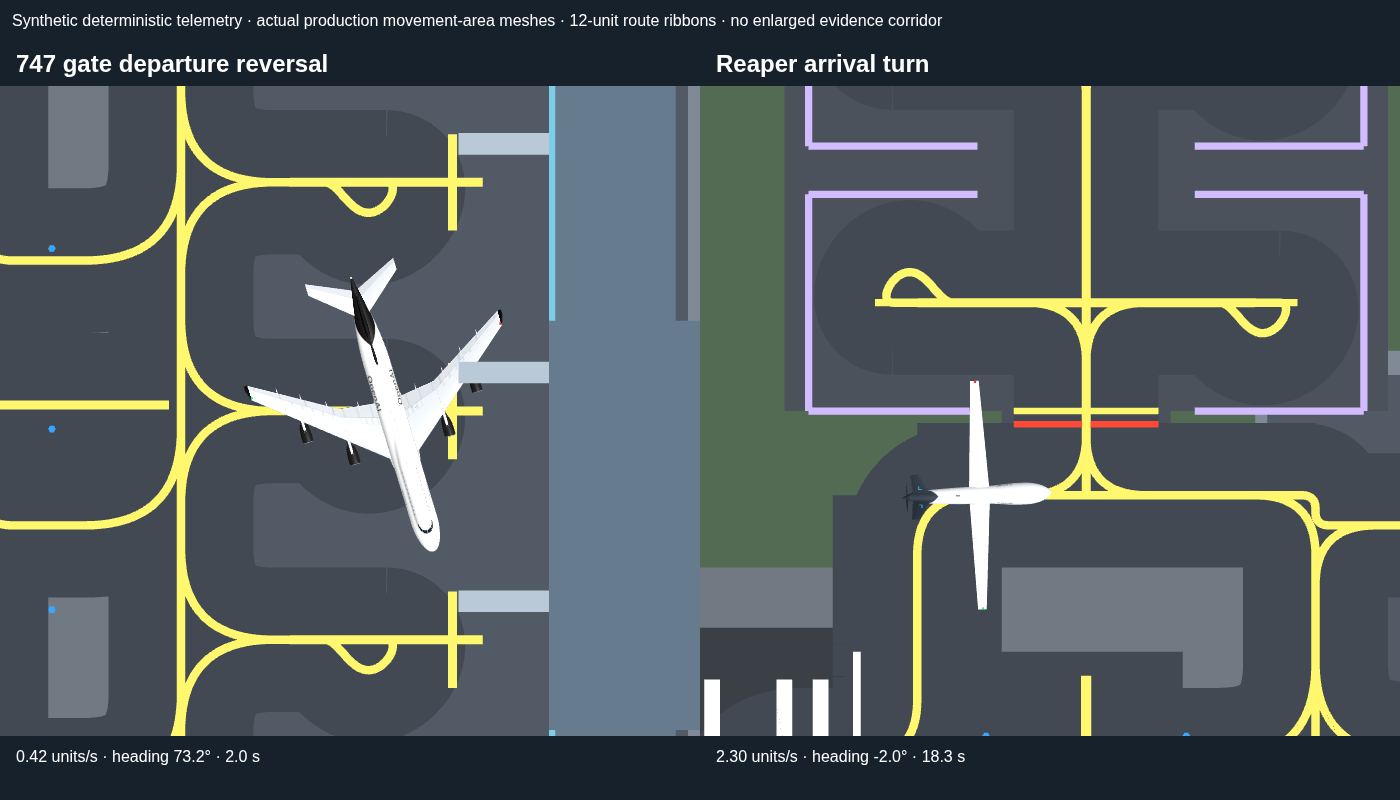 Synthetic deterministic telemetry · actual production movement-area meshes · 12-unit route ribbons · no enlarged evidence corridor
747 gate departure reversal
Reaper arrival turn
0.42 units/s · heading 73.2° · 2.0 s
2.30 units/s · heading -2.0° · 18.3 s